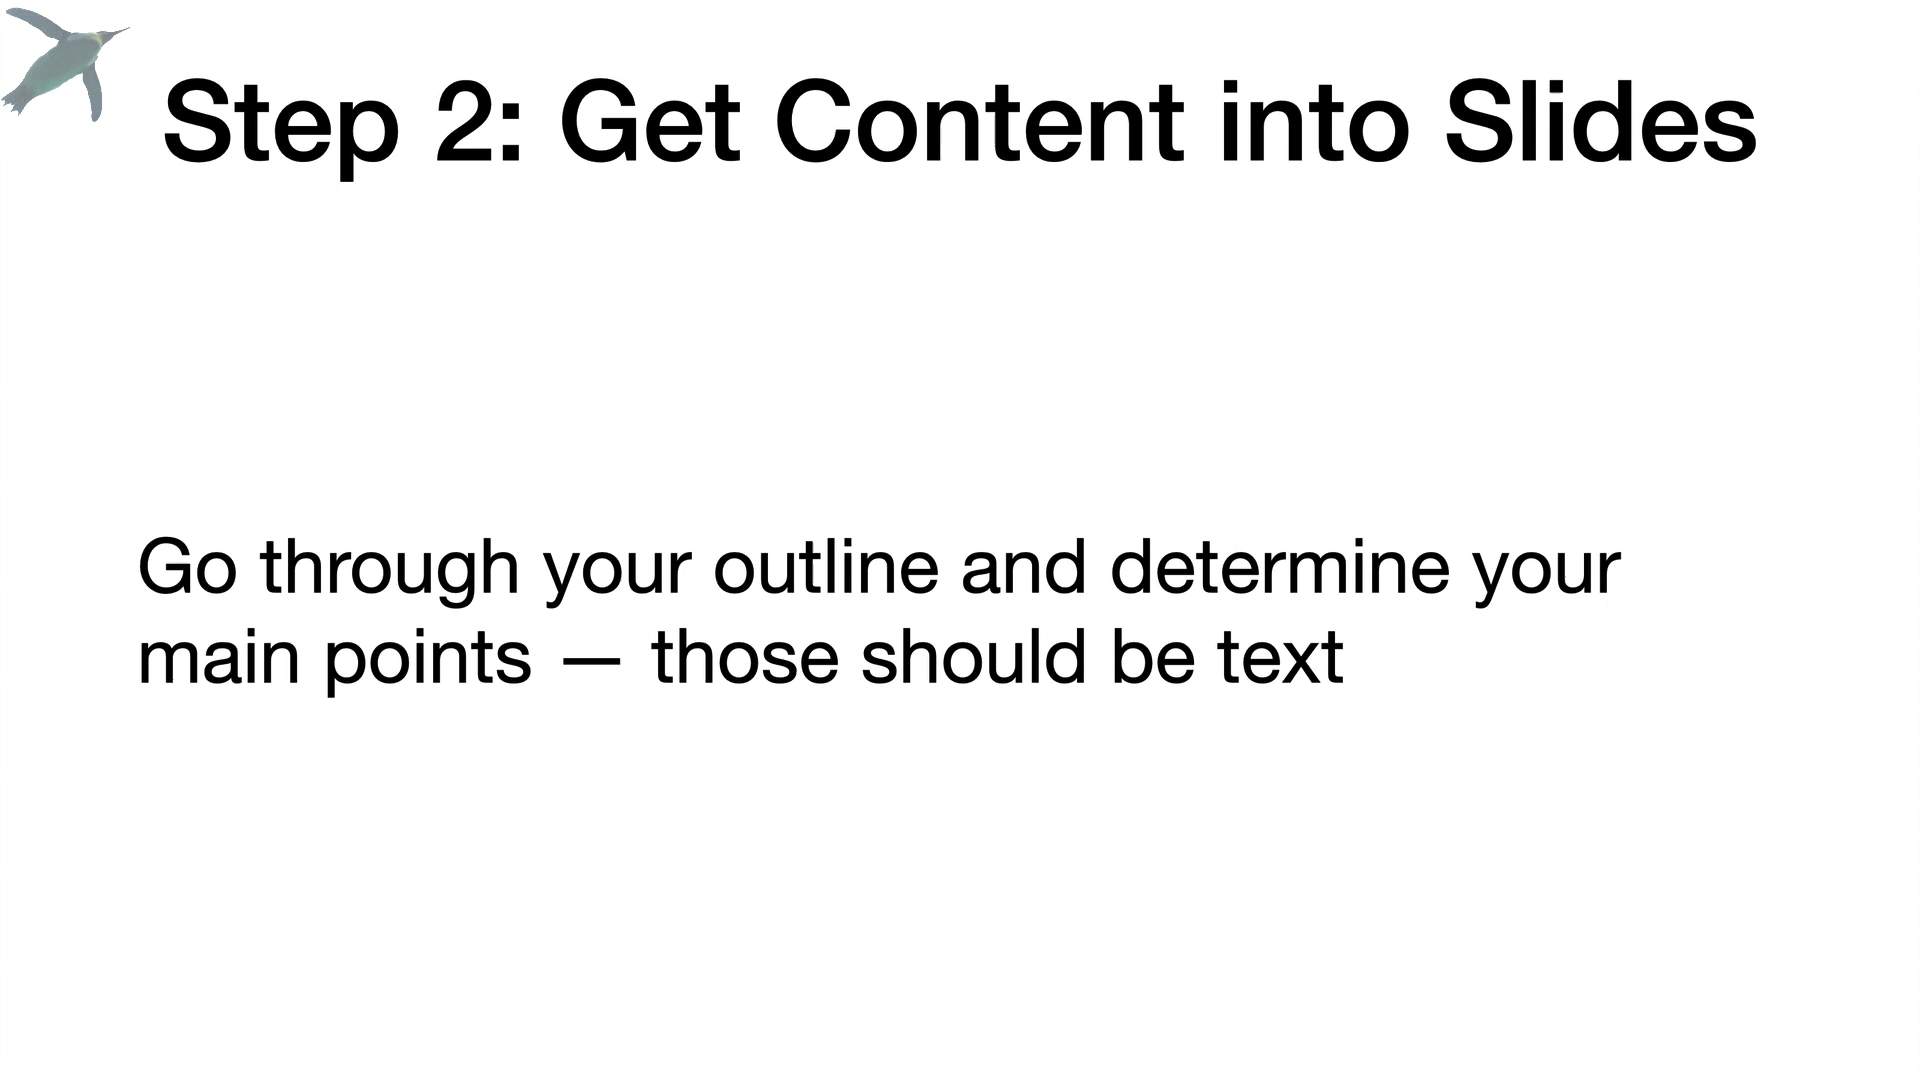 Step 2: Get Content into Slides
Go through your outline and determine your
main points — those should be text